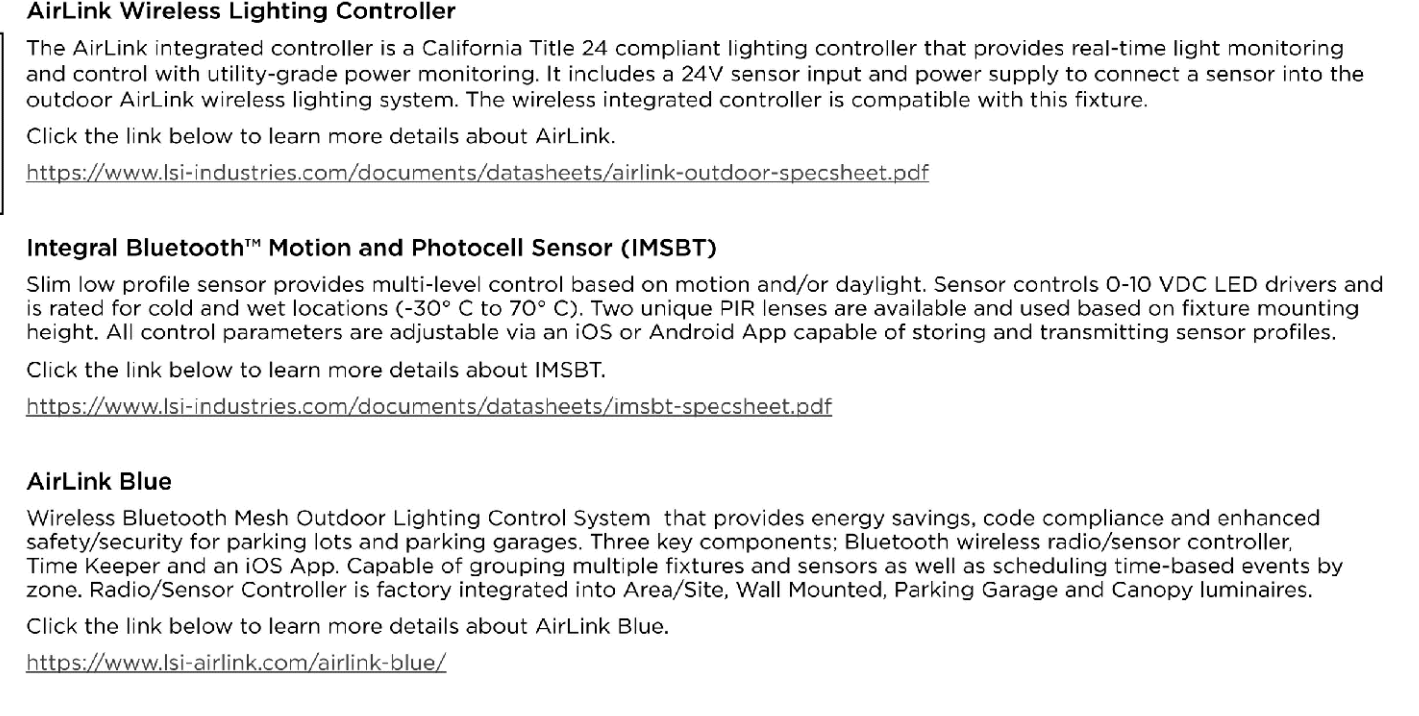 AirLink Wireless Lighting Controller
The AirLink integrated controller is a California Title 24 compliant lighting controller that provides real-time light monitoring
and control with utility-grade power monitoring. It includes a 24V sensor input and power supply to connect a sensor into the
outdoor AirLink wireless lighting system. The wireless integrated controller is compatible with this fixture.
Click the link below to learn more details about AirLink.
https://www.lsi-industries.com/documents/datasheets/airlink-outdoor-specsheet.pdf
Integral Bluetooth™ Motion and Photocell Sensor (IMSBT)
Slim low profile sensor provides multi-level control based on motion and/or daylight. Sensor controls 0-10 VDC LED drivers and
is rated for cold and wet locations (-30° C to 70° C). Two unique PIR lenses are available and used based on fixture mounting
height. All control parameters are adjustable via an iOS or Android App capable of storing and transmitting sensor profiles.
Click the link below to learn more details about IMSBT.
https://www.lsi-industries.com/documents/datasheets/imsbt-specsheet.pdf
AirLink Blue
Wireless Bluetooth Mesh Outdoor Lighting Control System that provides energy savings, code compliance and enhanced
safety/security for parking lots and parking garages. Three key components; Bluetooth wireless radio/sensor controller,
Time Keeper and an iOS App. Capable of grouping multiple fixtures and sensors as well as scheduling time-based events by
zone. Radio/Sensor Controller is factory integrated into Area/Site, Wall Mounted, Parking Garage and Canopy luminaires.
Click the link below to learn more details about AirLink Blue.
https://www.lsi-airlink.com/airlink-blue/